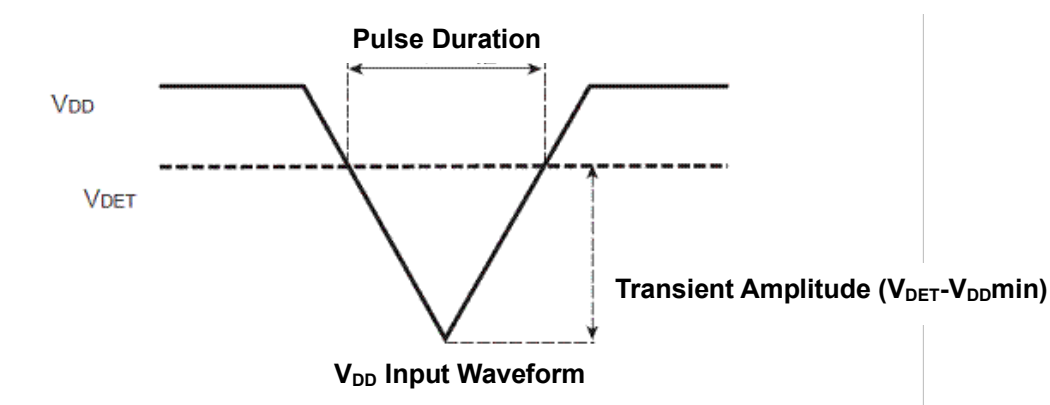 Pulse Duration
VDD
VDET
Transient Amplitude (VDET-VDDmin)
VDD Input Waveform